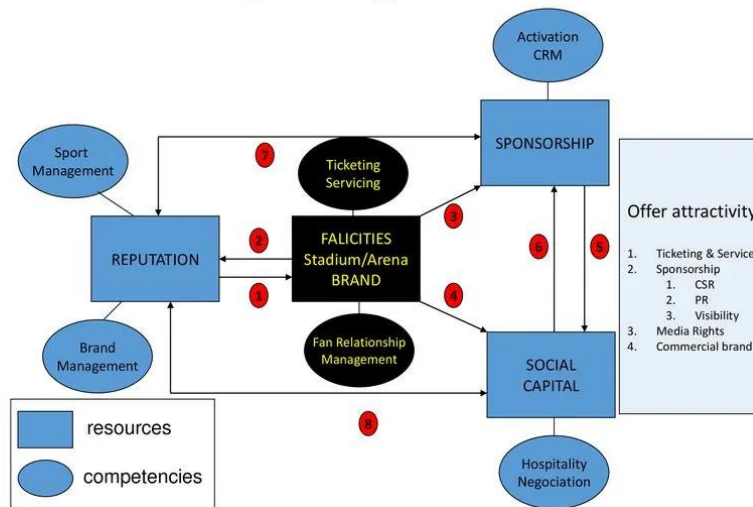 Activation
CRM
SPONSORSHIP
7
Sport
Management
Ticketing
Servicing
3
Offer attractivity
2
FALICITIES
Stadium/Arena
BRAND
6
5
REPUTATION
1
4
1. Ticketing & Service
2. Sponsorship
1. CSR
2. PR
3. Visibility
3. Media Rights
4. Commercial brand
Brand
Management
Fan Relationship
Management
SOCIAL
CAPITAL
8
resources
competencies
Hospitality
Negociation